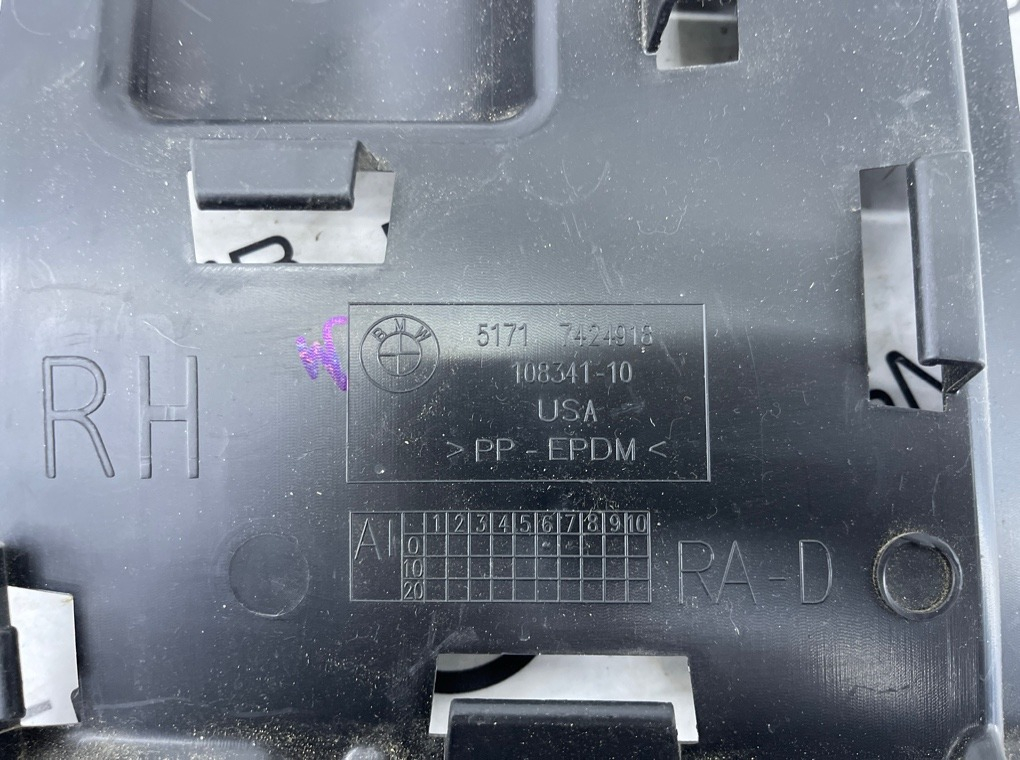 BMW 5171 7424918
108341-10
RH
USA
>PP-EPDM<
AI 1 2 3 4 5 6 7 8 9 10
0
10
20
RA-D